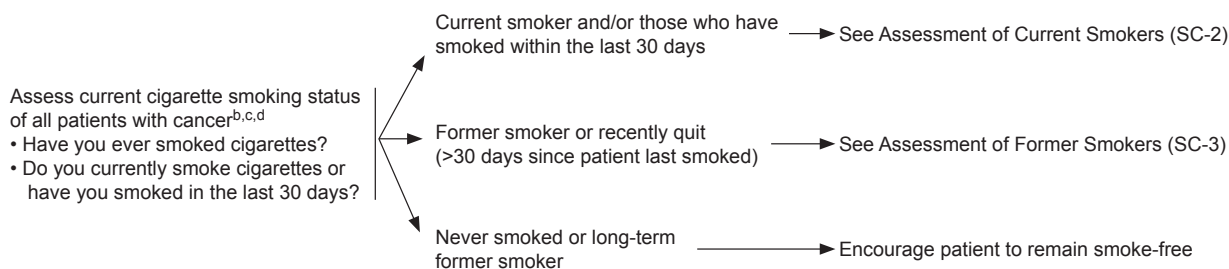 Assess current cigarette smoking status
of all patients with cancerb,c,d
• Have you ever smoked cigarettes?
• Do you currently smoke cigarettes or
have you smoked in the last 30 days?
Current smoker and/or those who have
smoked within the last 30 days
See Assessment of Current Smokers (SC-2)
Former smoker or recently quit
(>30 days since patient last smoked)
See Assessment of Former Smokers (SC-3)
Never smoked or long-term
former smoker
Encourage patient to remain smoke-free